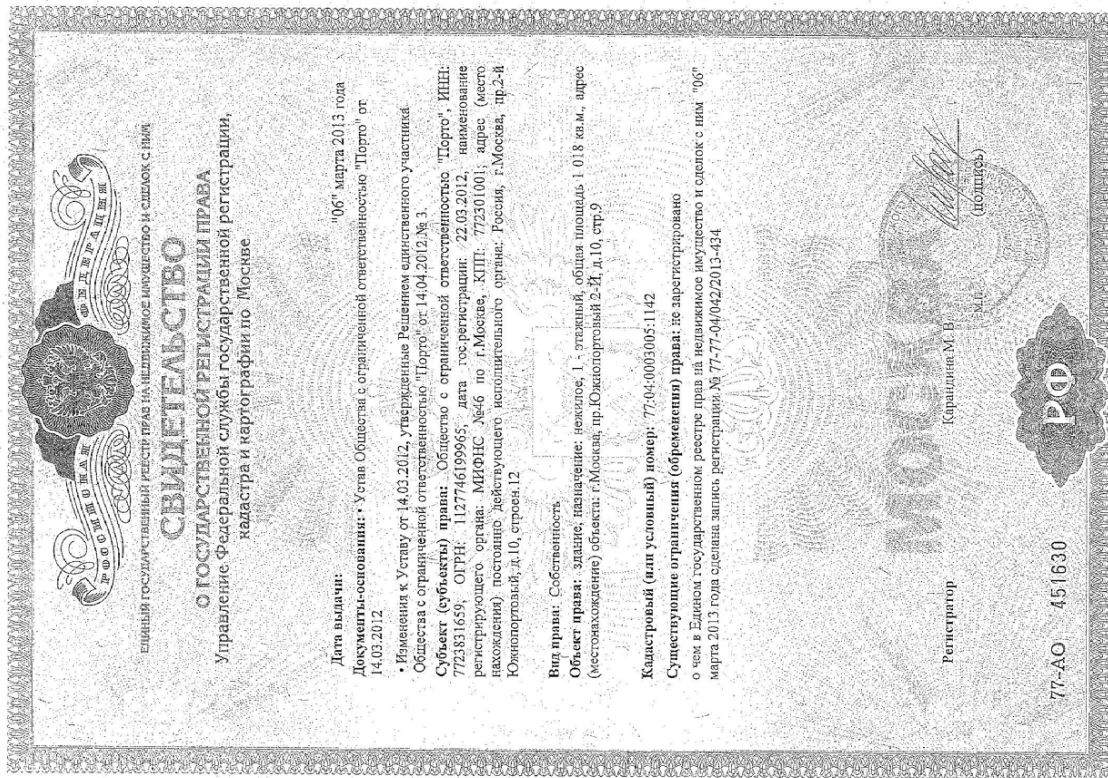 РОССИЙСКАЯ ФЕДЕРАЦИЯ
ЕДИНЫЙ ГОСУДАРСТВЕННЫЙ РЕЕСТР ПРАВ НА НЕДВИЖИМОЕ ИМУЩЕСТВО И СДЕЛОК С НИМ
СВИДЕТЕЛЬСТВО
О ГОСУДАРСТВЕННОЙ РЕГИСТРАЦИИ ПРАВА
Управление Федеральной службы государственной регистрации,
кадастра и картографии по Москве
Дата выдачи: "06" марта 2013 года
Документы-основания: • Устав Общества с ограниченной ответственностью "Порто" от
14.03.2012
• Изменения к Уставу от 14.03.2012, утвержденные Решением единственного участника
Общества с ограниченной ответственностью "Порто" от 14.04.2012 № 3.
Субъект (субъекты) права: Общество с ограниченной ответственностью "Порто", ИНН:
7723831659, ОГРН: 1127746199965, дата гос.регистрации: 22.03.2012, наименование
регистрирующего органа: МИФНС №46 по г.Москве, КПП: 772301001; адрес (место
нахождения) постоянно действующего исполнительного органа: Россия, г.Москва, пр.2-й
Южнопортовый, д.10, строен.12
Вид права: Собственность
Объект права: здание, назначение: нежилое, 1 - этажный, общая площадь 1 018 кв.м., адрес
(местонахождение) объекта: г.Москва, пр.Южнопортовый 2-Й, д.10, стр.9
Кадастровый (или условный) номер: 77:04:0003005:1142
Существующие ограничения (обременения) права: не зарегистрировано
о чем в Едином государственном реестре прав на недвижимое имущество и сделок с ним "06"
марта 2013 года сделана запись регистрации № 77-77-04/042/2013-434
Регистратор Карандина М. В.
(подпись)
м.п.
РФ
77-АО 451630